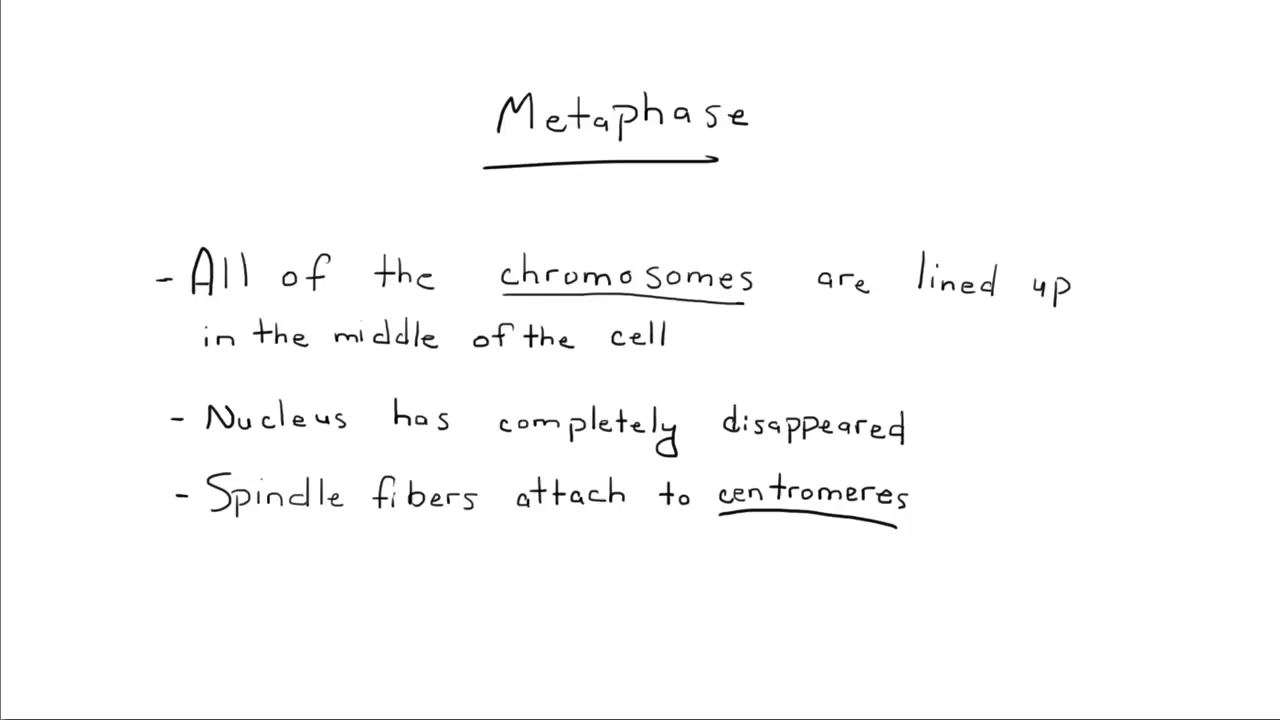 Metaphase
- All of the chromosomes are lined up
in the middle of the cell
- Nucleus has completely disappeared
- Spindle fibers attach to centromeres